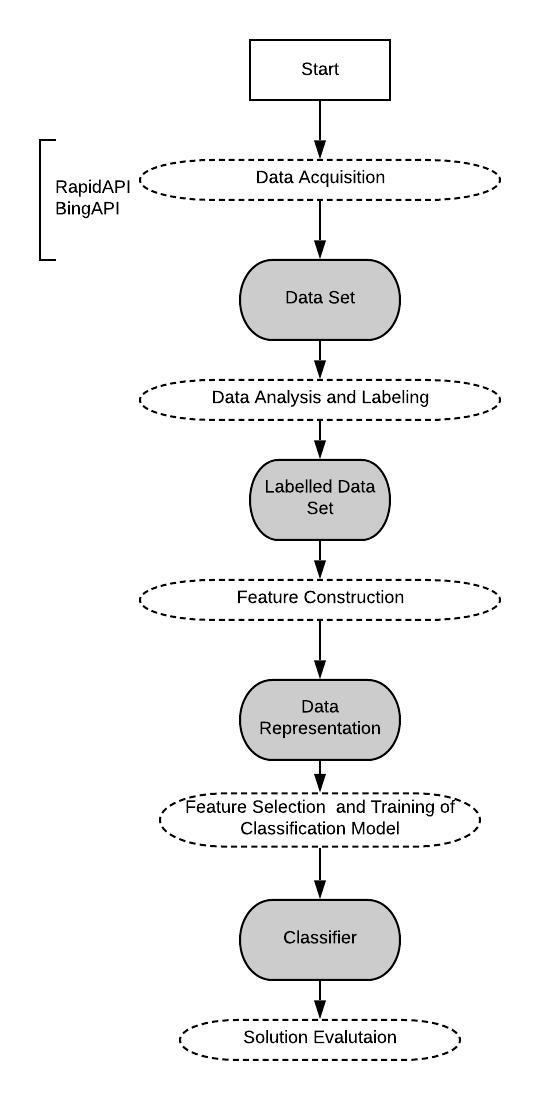 Start
RapidAPI
BingAPI
Data Acquisition
Data Set
Data Analysis and Labeling
Labelled Data
Set
Feature Construction
Data
Representation
Feature Selection and Training of
Classification Model
Classifier
Solution Evalutaion